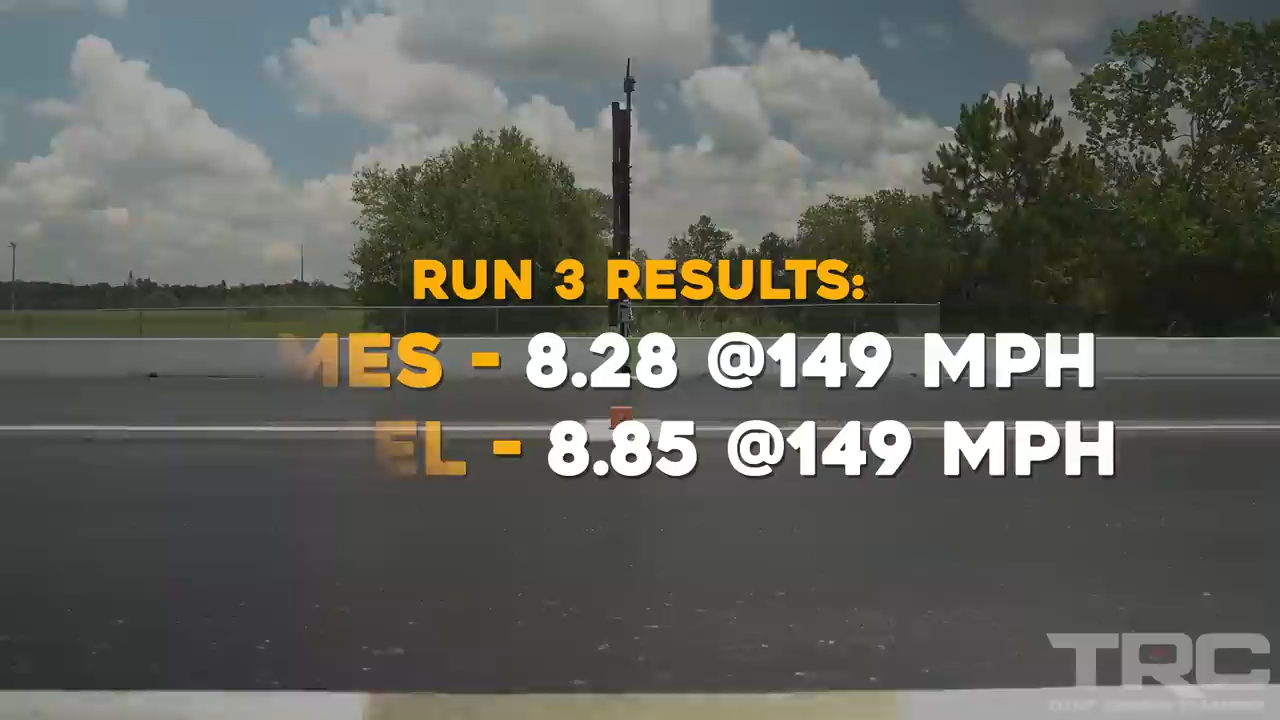 RUN 3 RESULTS:
MES - 8.28 @149 MPH
EL - 8.85 @149 MPH
TRC